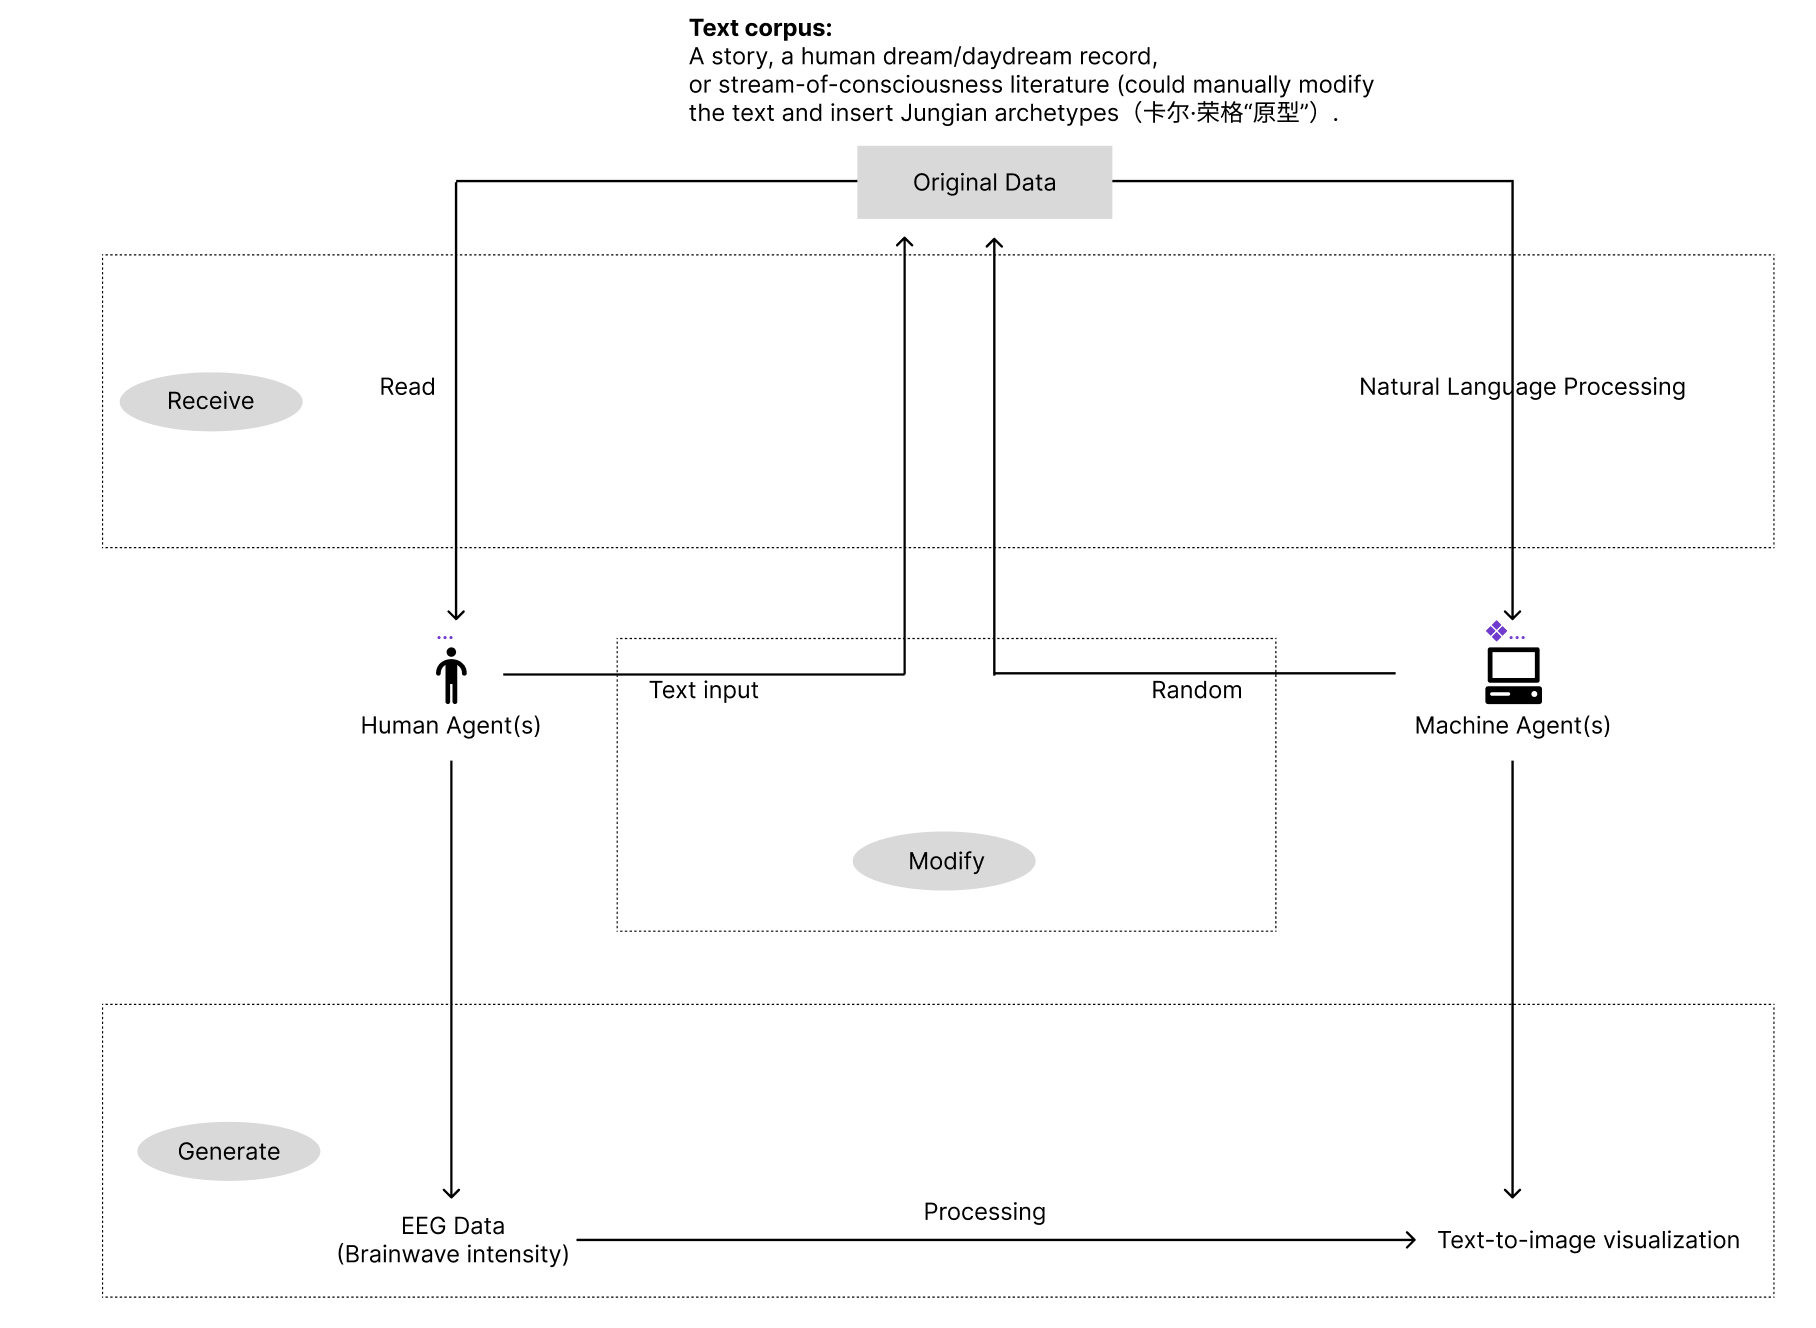 Text corpus:
A story, a human dream/daydream record,
or stream-of-consciousness literature (could manually modify
the text and insert Jungian archetypes（卡尔·荣格“原型”）.
Original Data
Read
Natural Language Processing
Receive
Text input
Random
Human Agent(s)
Machine Agent(s)
Modify
Generate
Processing
EEG Data
(Brainwave intensity)
Text-to-image visualization